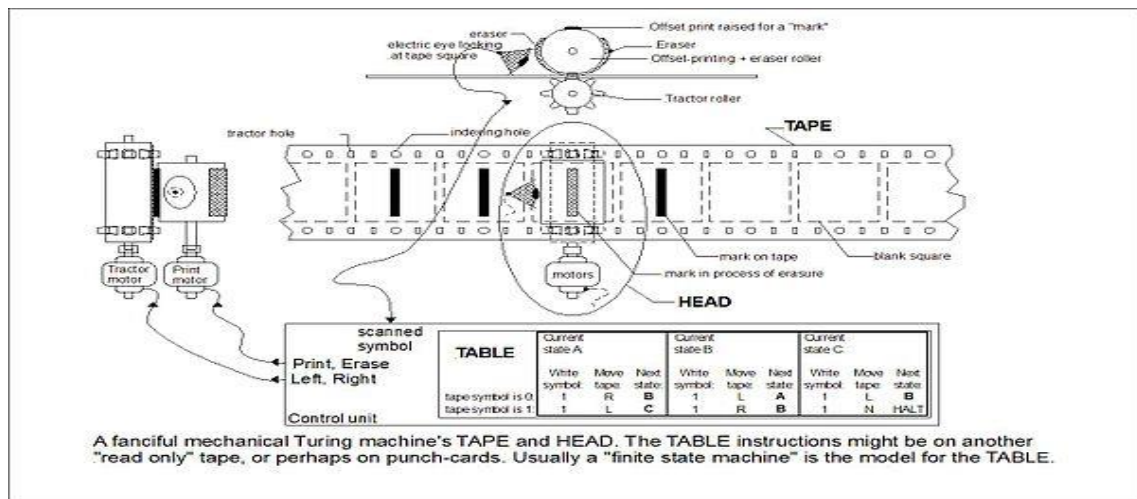 Offset print raised for a "mark"
eraser
Eraser
electric eye looking
at tape square
Offset-printing + eraser roller
Tractor roller
tractor hole
indexing hole
TAPE
mark on tape
blank square
Tractor
motor
Print
motor
motors
mark in process of erasure
HEAD
scanned
symbol
Print, Erase
Left, Right
Control unit
TABLE
Current
state A
Current
state B
Current
state C
Write
symbol:
Move
tape:
Next
state:
Write
symbol:
Move
tape:
Next
state:
Write
symbol:
Move
tape:
Next
state:
tape symbol is 0: 1 R B 1 L A 1 L B
tape symbol is 1: 1 L C 1 R B 1 N HALT
A fanciful mechanical Turing machine's TAPE and HEAD. The TABLE instructions might be on another
"read only" tape, or perhaps on punch-cards. Usually a "finite state machine" is the model for the TABLE.